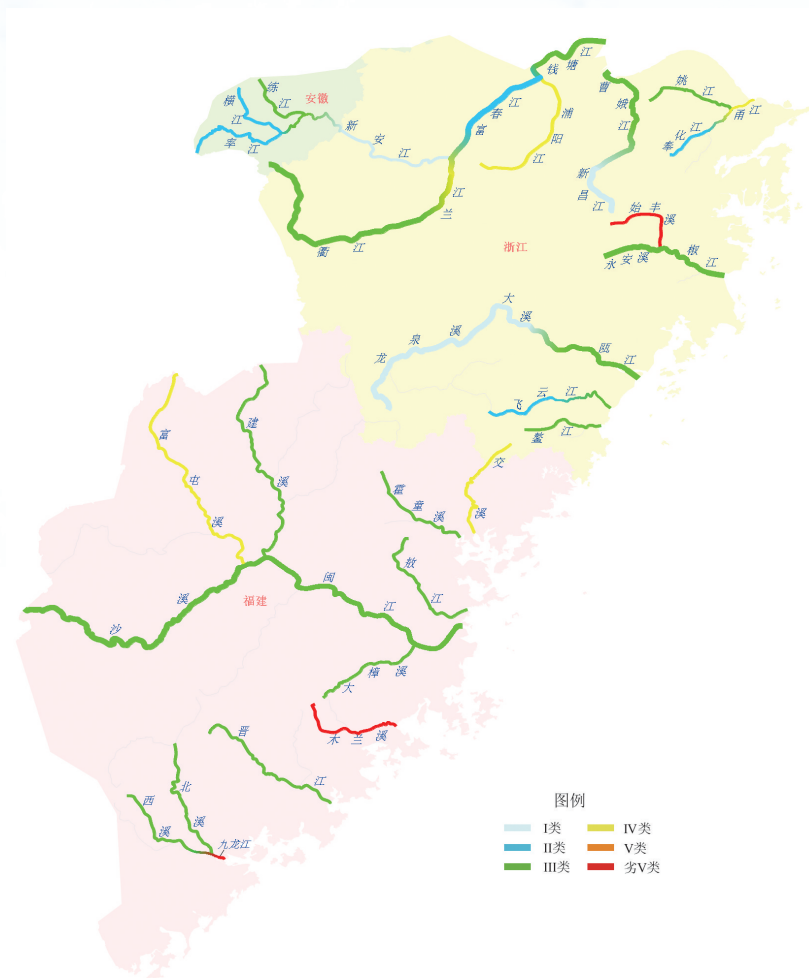 钱塘江
曹娥江
姚江
甬江
奉化江
练江
安徽
横江
率江
新安江
富春江
浦阳江
兰江
衢江
新昌江
始丰溪
永安溪
椒江
浙江
大溪
龙泉溪
瓯江
飞云江
鳌江
交溪
富屯溪
建溪
霍童溪
敖江
闽江
福建
沙溪
大樟溪
木兰溪
晋江
北溪
西溪
九龙江
图例
I类
IV类
II类
V类
III类
劣V类